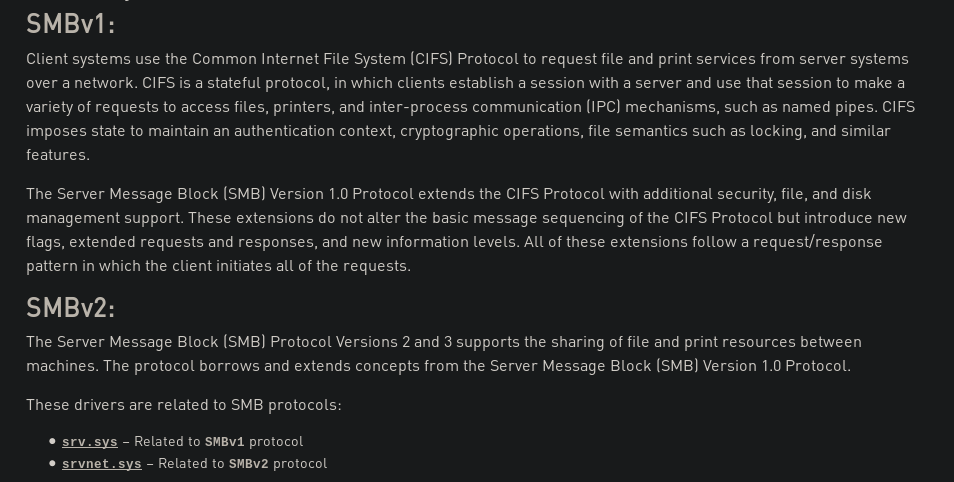 SMBv1:
Client systems use the Common Internet File System (CIFS) Protocol to request file and print services from server systems
over a network. CIFS is a stateful protocol, in which clients establish a session with a server and use that session to make a
variety of requests to access files, printers, and inter-process communication (IPC) mechanisms, such as named pipes. CIFS
imposes state to maintain an authentication context, cryptographic operations, file semantics such as locking, and similar
features.
The Server Message Block (SMB) Version 1.0 Protocol extends the CIFS Protocol with additional security, file, and disk
management support. These extensions do not alter the basic message sequencing of the CIFS Protocol but introduce new
flags, extended requests and responses, and new information levels. All of these extensions follow a request/response
pattern in which the client initiates all of the requests.
SMBv2:
The Server Message Block (SMB) Protocol Versions 2 and 3 supports the sharing of file and print resources between
machines. The protocol borrows and extends concepts from the Server Message Block (SMB) Version 1.0 Protocol.
These drivers are related to SMB protocols:
• srv.sys – Related to SMBv1 protocol
• srvnet.sys – Related to SMBv2 protocol